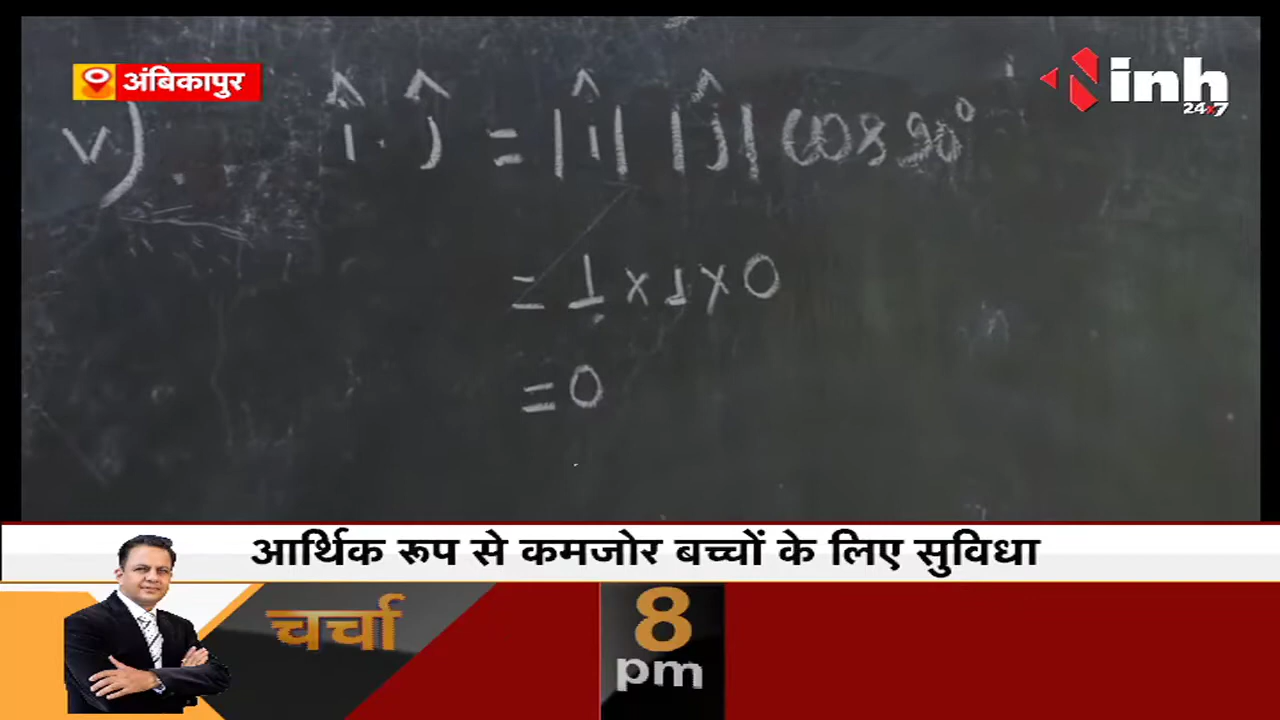 अंबिकापुर
inh
24x7
v) î . ĵ = |î| |ĵ| cos 90°
= 1 x 1 x 0
= 0
आर्थिक रूप से कमजोर बच्चों के लिए सुविधा
चर्चा
8
pm